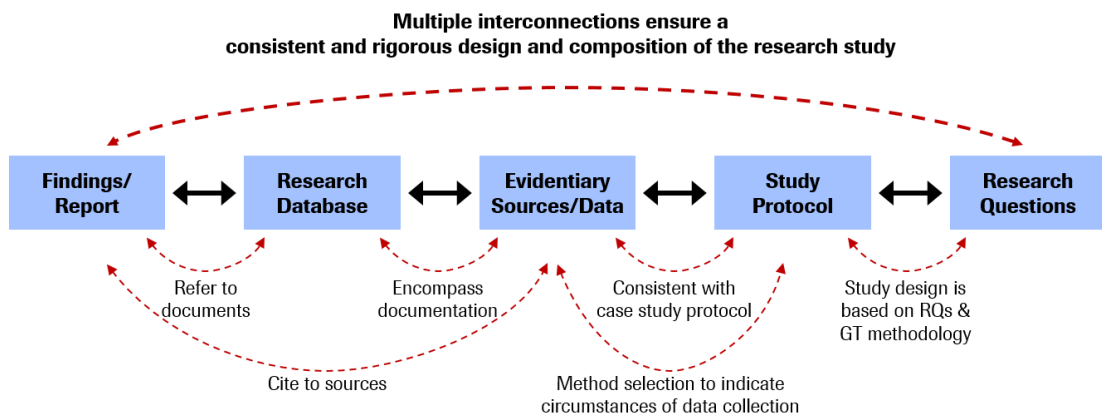 Multiple interconnections ensure a
consistent and rigorous design and composition of the research study
Findings/
Report
Research
Database
Evidentiary
Sources/Data
Study
Protocol
Research
Questions
Refer to
documents
Encompass
documentation
Consistent with
case study protocol
Study design is
based on RQs &
GT methodology
Cite to sources
Method selection to indicate
circumstances of data collection